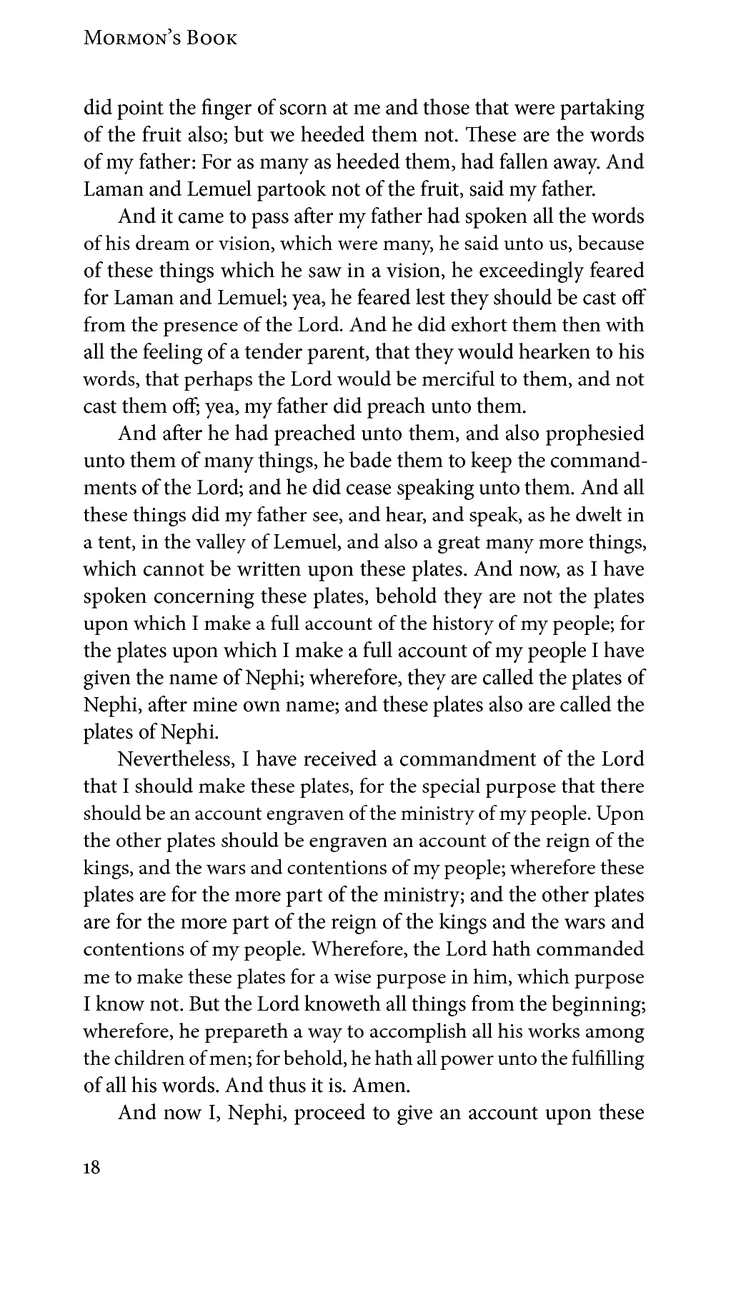 Mormon’s Book
did point the finger of scorn at me and those that were partaking
of the fruit also; but we heeded them not. These are the words
of my father: For as many as heeded them, had fallen away. And
Laman and Lemuel partook not of the fruit, said my father.
And it came to pass after my father had spoken all the words
of his dream or vision, which were many, he said unto us, because
of these things which he saw in a vision, he exceedingly feared
for Laman and Lemuel; yea, he feared lest they should be cast off
from the presence of the Lord. And he did exhort them then with
all the feeling of a tender parent, that they would hearken to his
words, that perhaps the Lord would be merciful to them, and not
cast them off; yea, my father did preach unto them.
And after he had preached unto them, and also prophesied
unto them of many things, he bade them to keep the command-
ments of the Lord; and he did cease speaking unto them. And all
these things did my father see, and hear, and speak, as he dwelt in
a tent, in the valley of Lemuel, and also a great many more things,
which cannot be written upon these plates. And now, as I have
spoken concerning these plates, behold they are not the plates
upon which I make a full account of the history of my people; for
the plates upon which I make a full account of my people I have
given the name of Nephi; wherefore, they are called the plates of
Nephi, after mine own name; and these plates also are called the
plates of Nephi.
Nevertheless, I have received a commandment of the Lord
that I should make these plates, for the special purpose that there
should be an account engraven of the ministry of my people. Upon
the other plates should be engraven an account of the reign of the
kings, and the wars and contentions of my people; wherefore these
plates are for the more part of the ministry; and the other plates
are for the more part of the reign of the kings and the wars and
contentions of my people. Wherefore, the Lord hath commanded
me to make these plates for a wise purpose in him, which purpose
I know not. But the Lord knoweth all things from the beginning;
wherefore, he prepareth a way to accomplish all his works among
the children of men; for behold, he hath all power unto the fulfilling
of all his words. And thus it is. Amen.
And now I, Nephi, proceed to give an account upon these
18